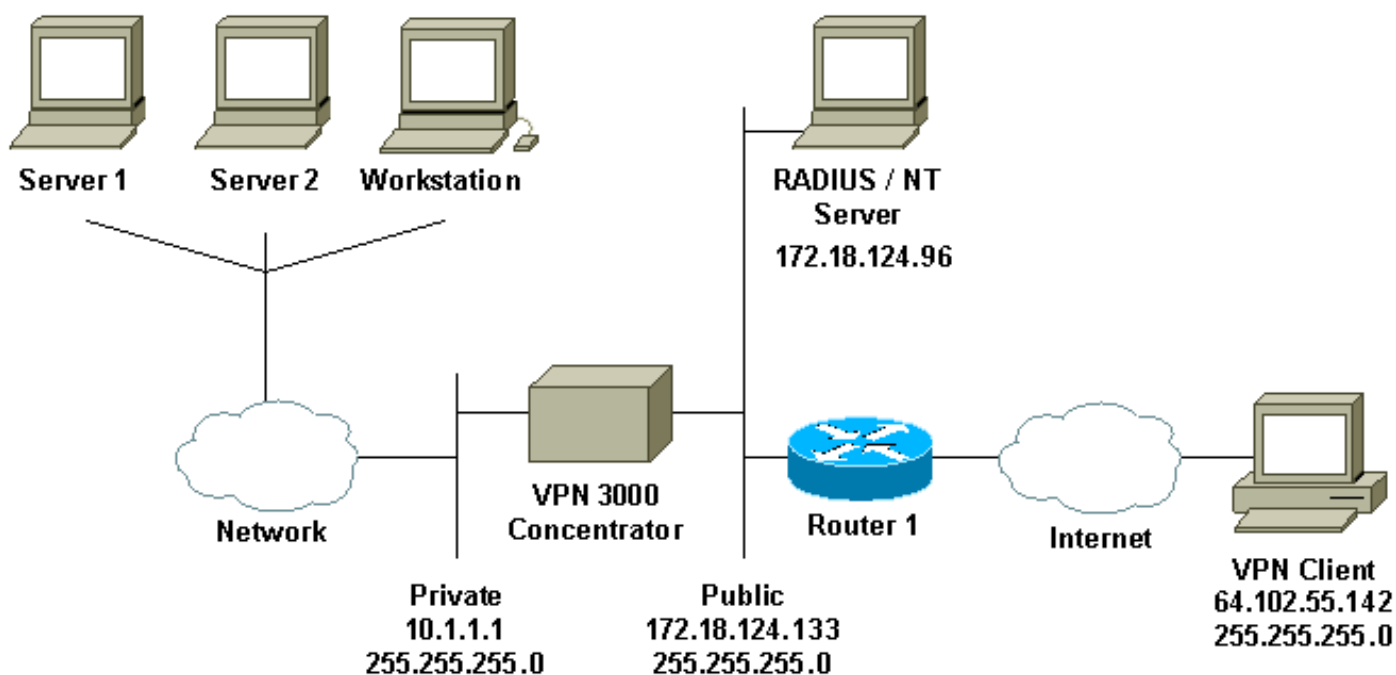 Server 1
Server 2
Workstation
RADIUS / NT
Server
172.18.124.96
Network
VPN 3000
Concentrator
Router 1
Internet
VPN Client
64.102.55.142
255.255.255.0
Private
10.1.1.1
255.255.255.0
Public
172.18.124.133
255.255.255.0